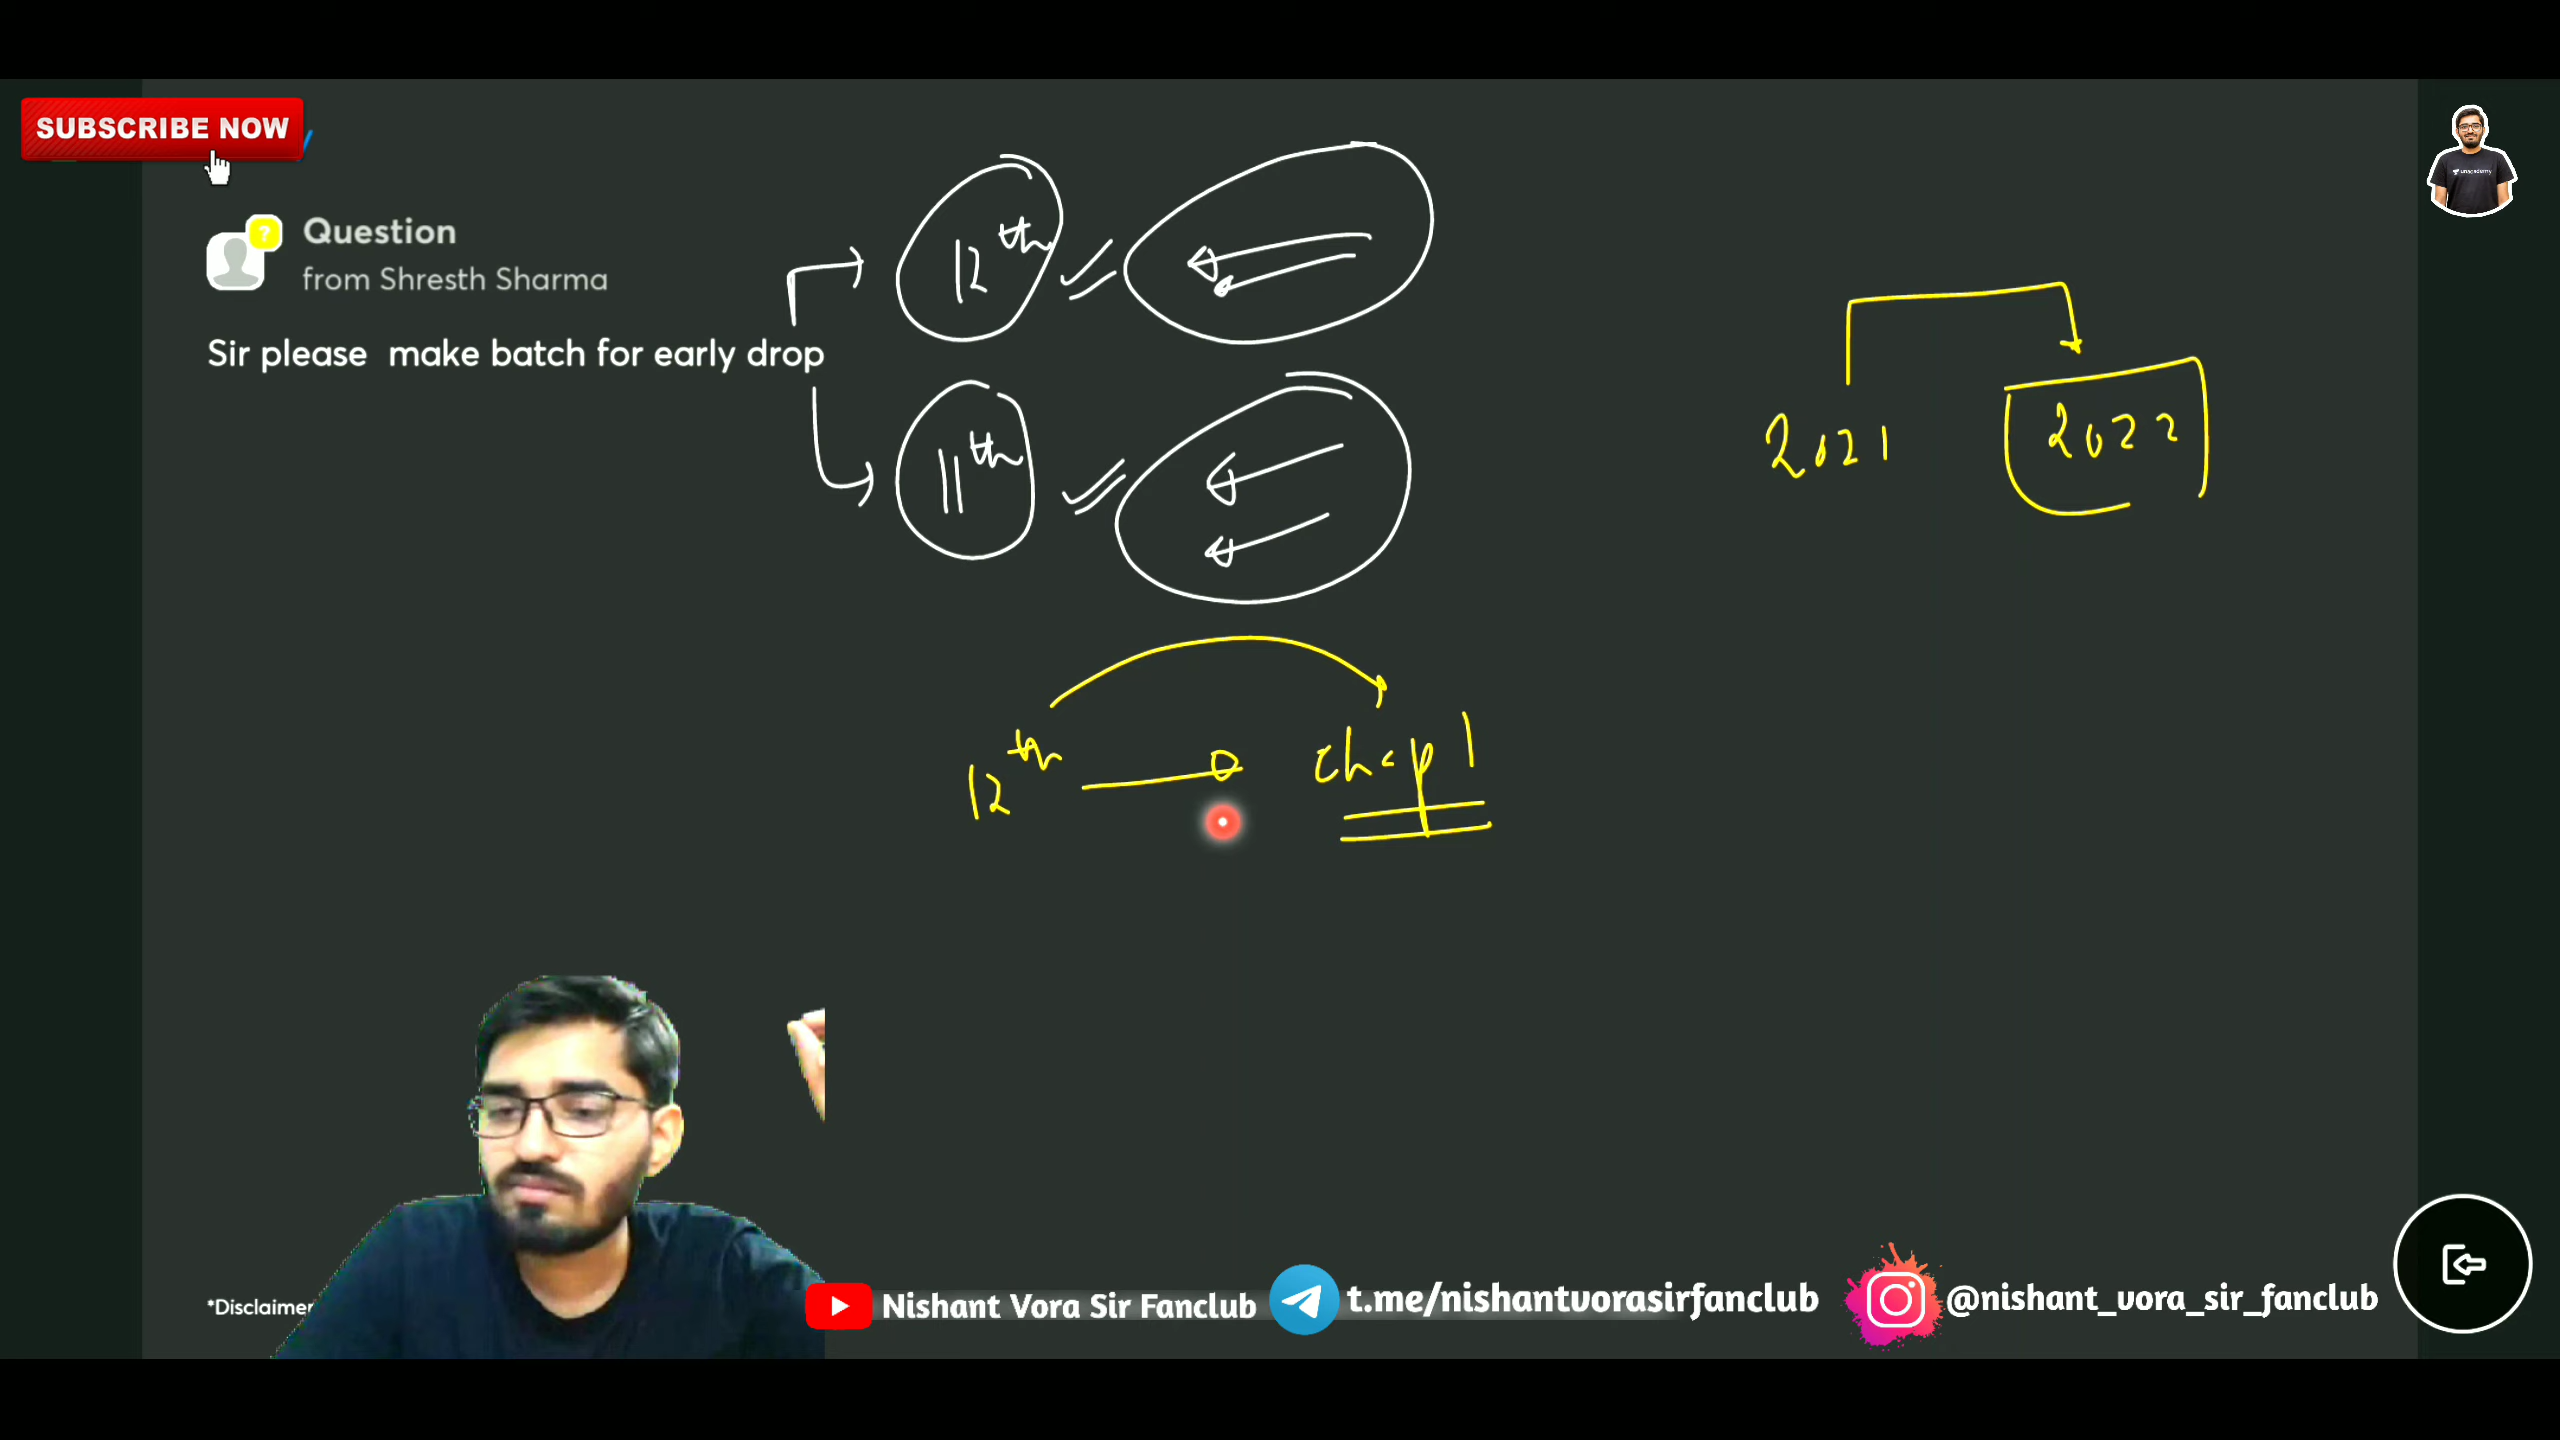 SUBSCRIBE NOW
Question
from Shresth Sharma
Sir please make batch for early drop
12th
11th
2021
2022
12th
chap 1
unacademy
*Disclaimer
Nishant Vora Sir Fanclub
t.me/nishantvorasirfanclub
@nishant_vora_sir_fanclub